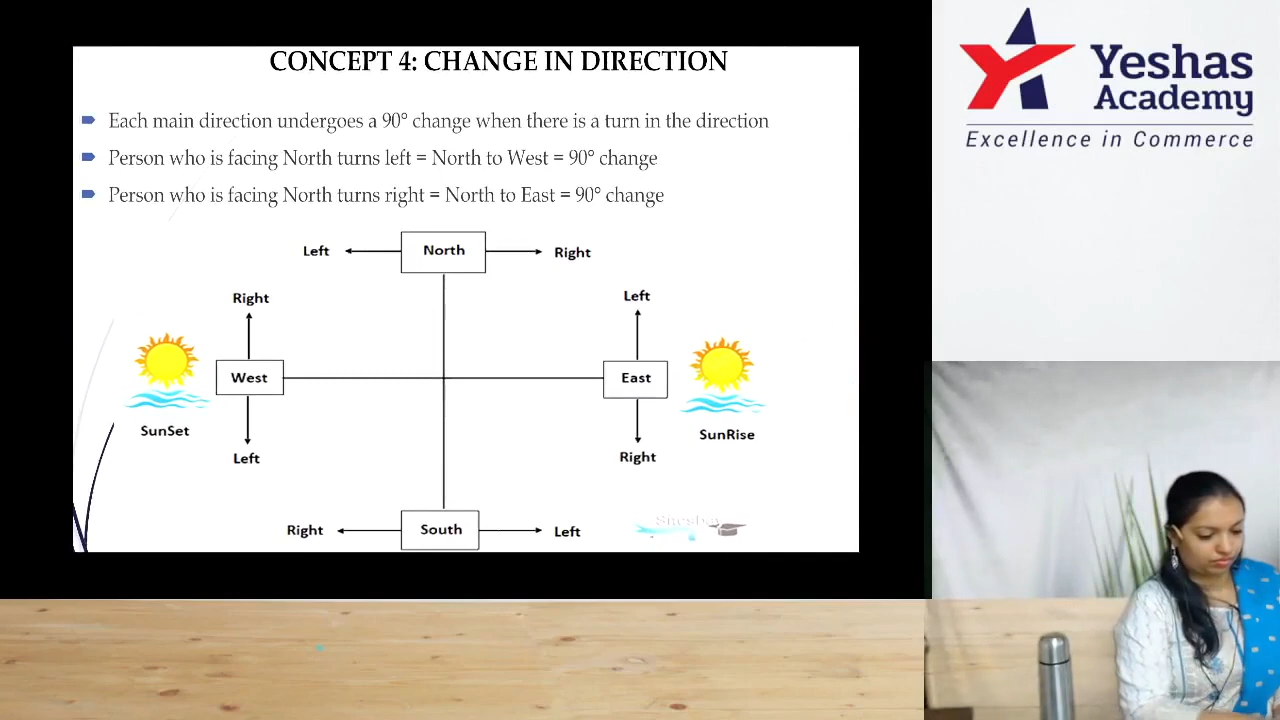 CONCEPT 4: CHANGE IN DIRECTION
Each main direction undergoes a 90° change when there is a turn in the direction
Person who is facing North turns left = North to West = 90° change
Person who is facing North turns right = North to East = 90° change
Left
North
Right
Right
Left
West
East
SunSet
SunRise
Left
Right
Right
South
Left
Sitesbay
Yeshas
Academy
Excellence in Commerce